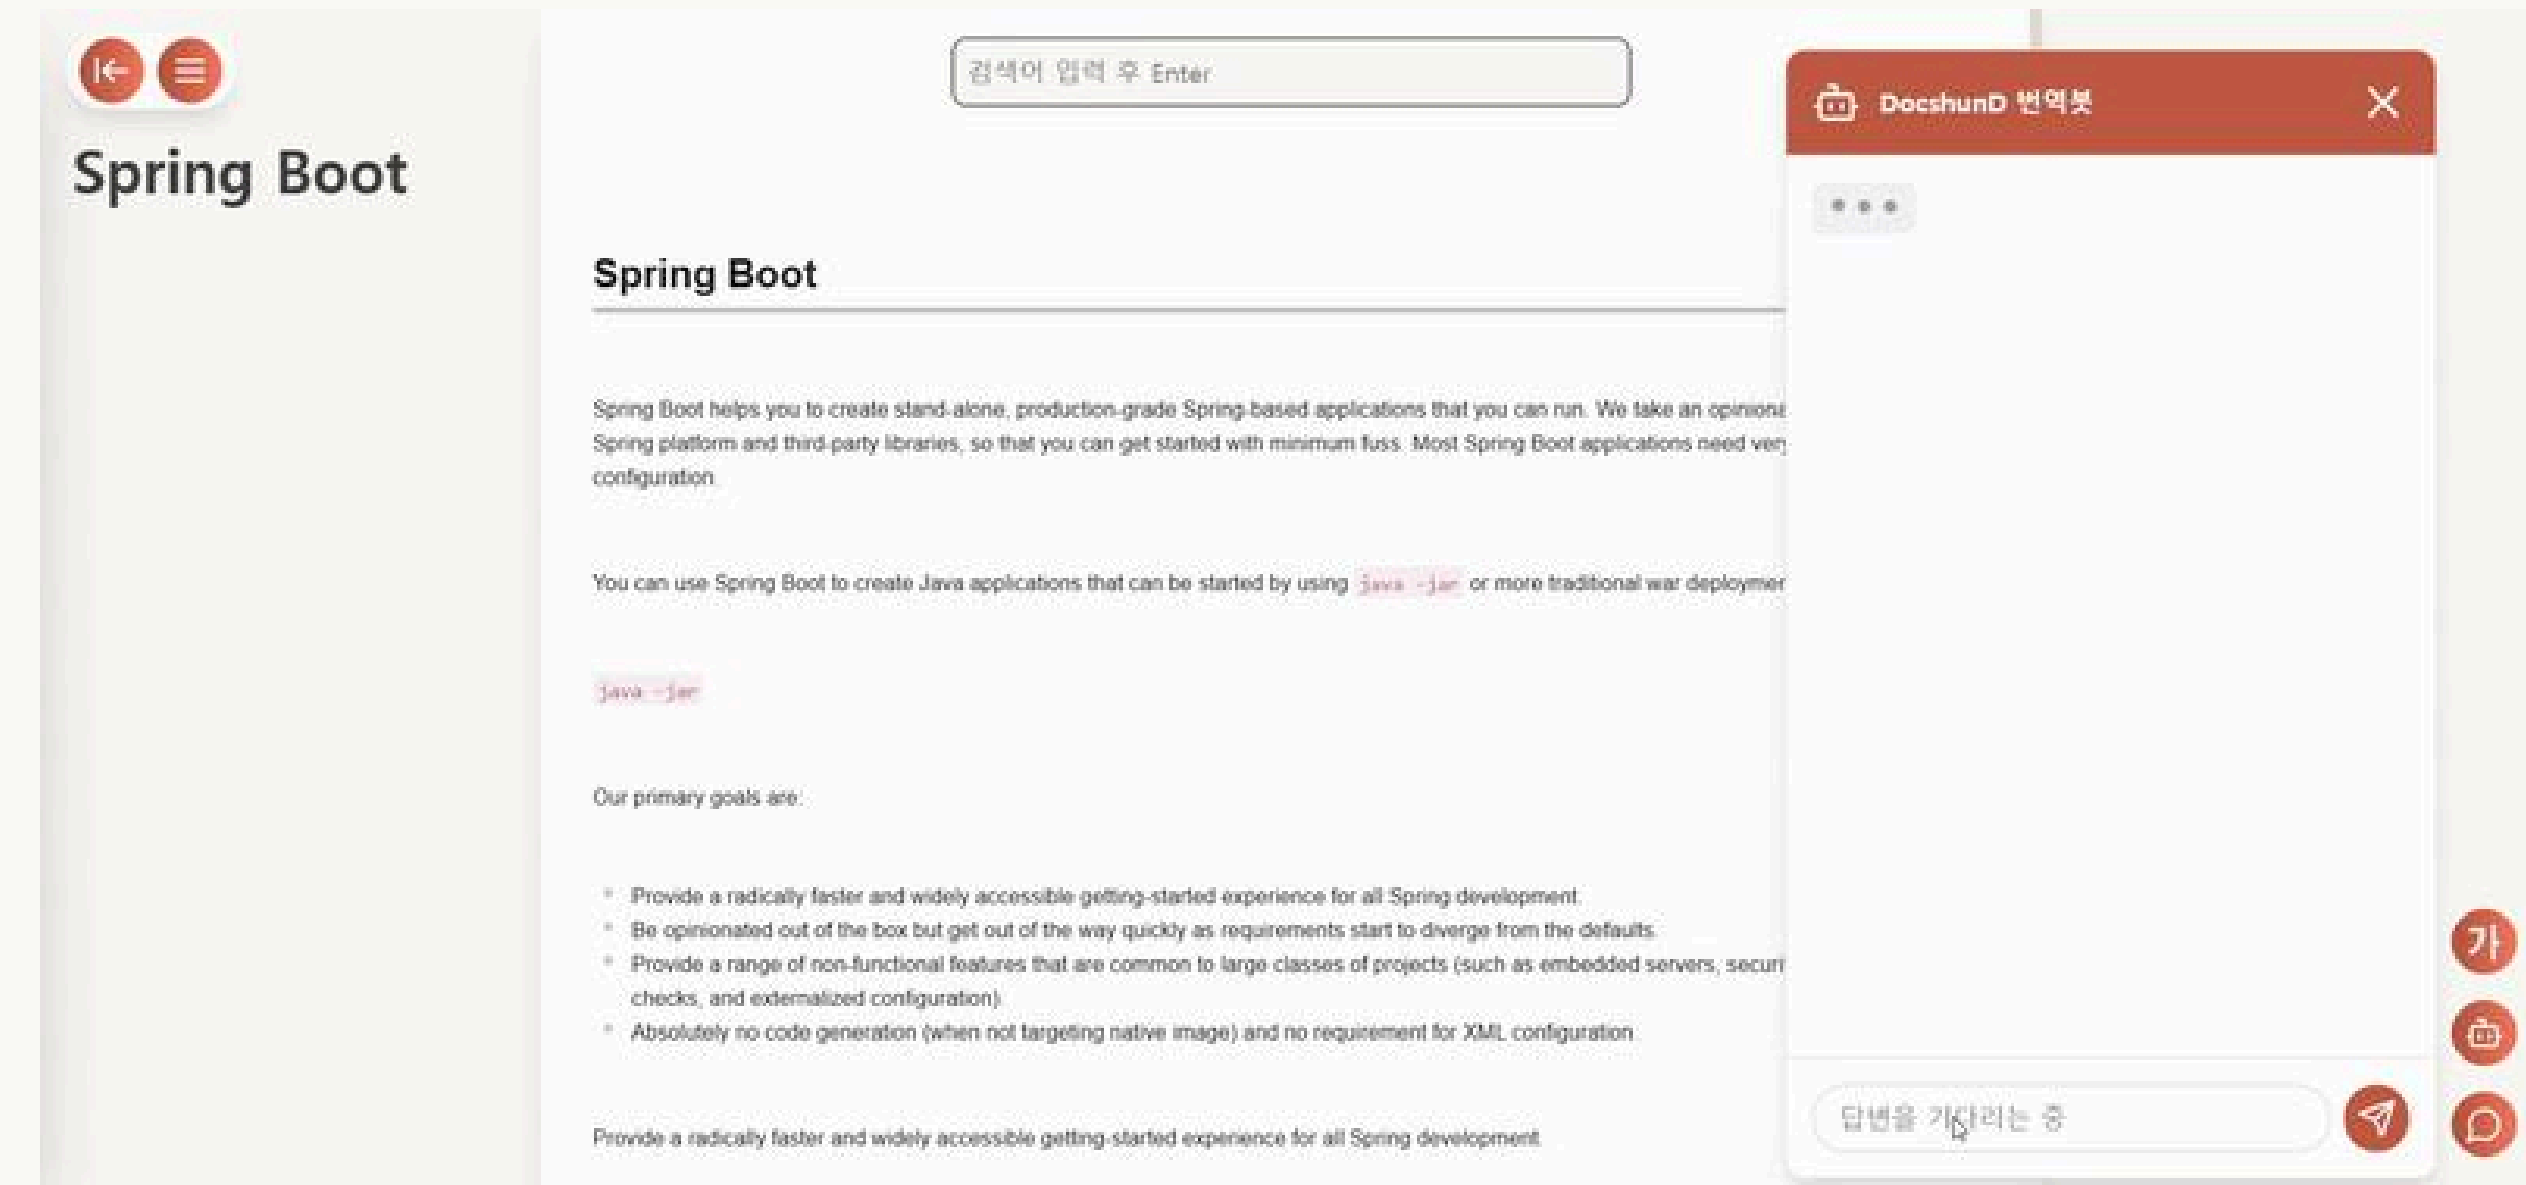 검색어 입력 후 Enter
Spring Boot
Spring Boot
Spring Boot helps you to create stand-alone, production-grade Spring-based applications that you can run. We take an opiniona
Spring platform and third-party libraries, so that you can get started with minimum fuss. Most Spring Boot applications need very
configuration.
You can use Spring Boot to create Java applications that can be started by using java -jar or more traditional war deploymen
java -jar
Our primary goals are:
Provide a radically faster and widely accessible getting-started experience for all Spring development.
Be opinionated out of the box but get out of the way quickly as requirements start to diverge from the defaults.
Provide a range of non-functional features that are common to large classes of projects (such as embedded servers, securi
checks, and externalized configuration).
Absolutely no code generation (when not targeting native image) and no requirement for XML configuration.
Provide a radically faster and widely accessible getting-started experience for all Spring development.
DocshunD 번역봇
답변을 기다리는 중
가